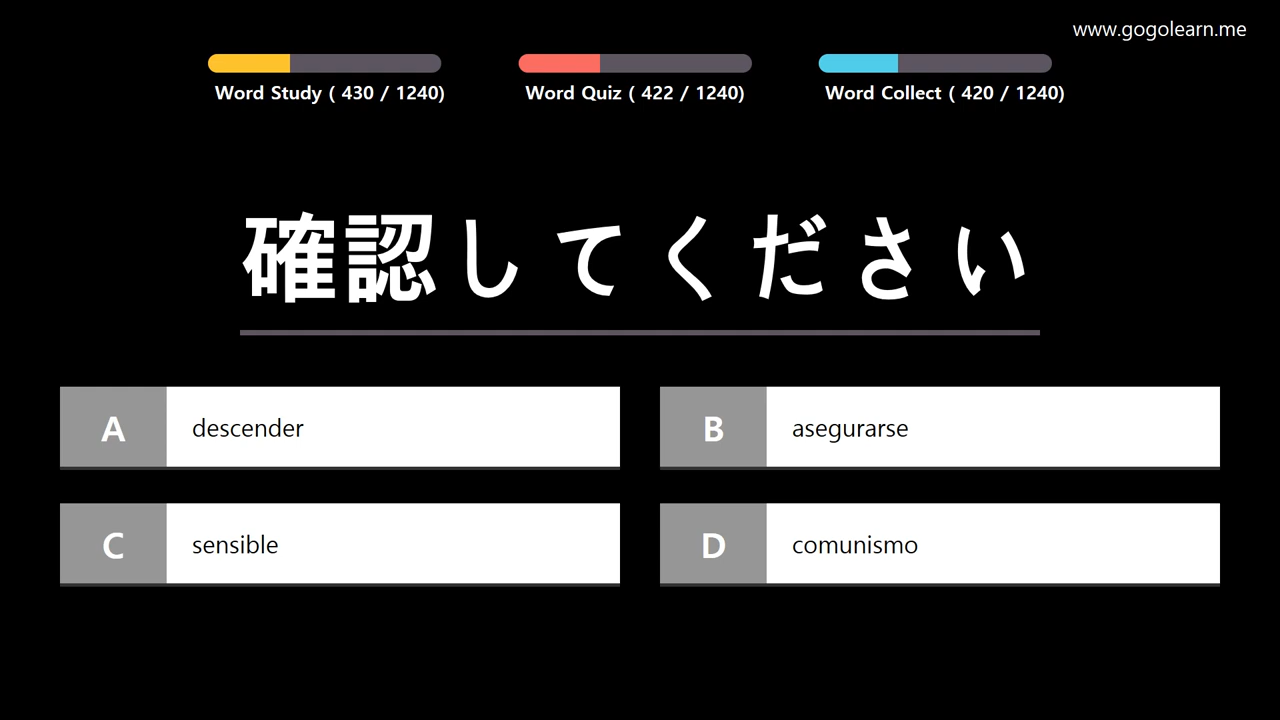 www.gogolearn.me
Word Study ( 430 / 1240)
Word Quiz ( 422 / 1240)
Word Collect ( 420 / 1240)
確認してください
A descender
B asegurarse
C sensible
D comunismo